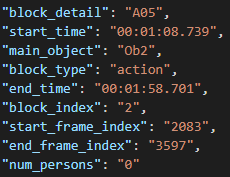 "block_detail": "A05",
"start_time": "00:01:08.739",
"main_object": "Ob2",
"block_type": "action",
"end_time": "00:01:58.701",
"block_index": "2",
"start_frame_index": "2083",
"end_frame_index": "3597",
"num_persons": "0"